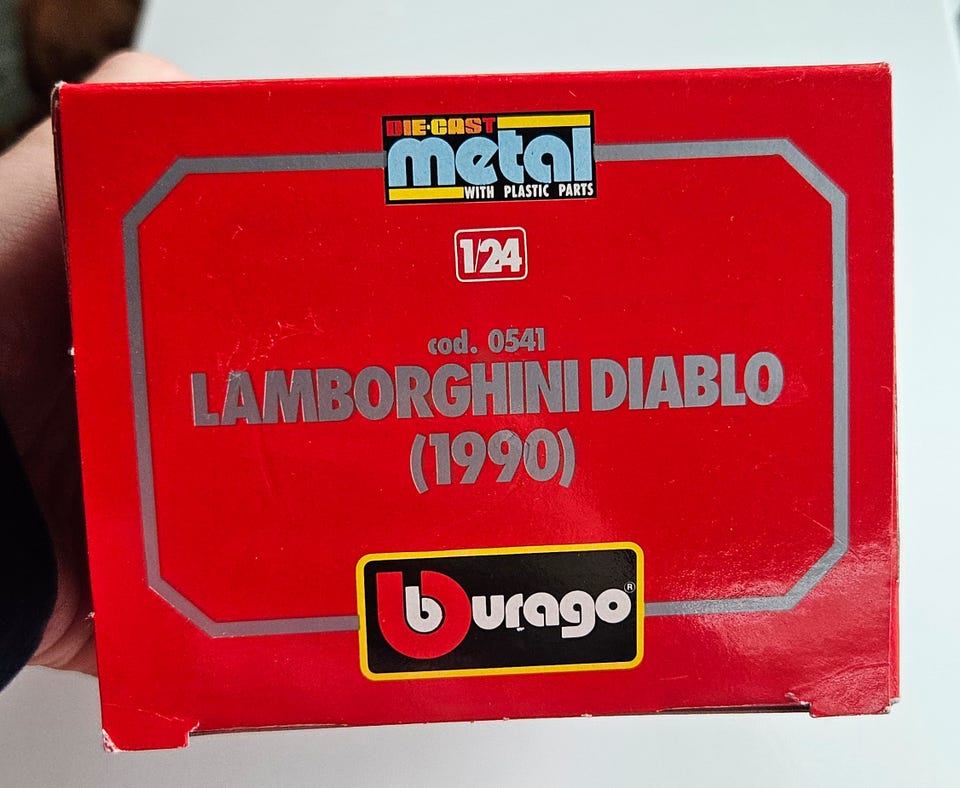 DIE-CAST
metal
WITH PLASTIC PARTS
1/24
cod. 0541
LAMBORGHINI DIABLO
(1990)
burago®